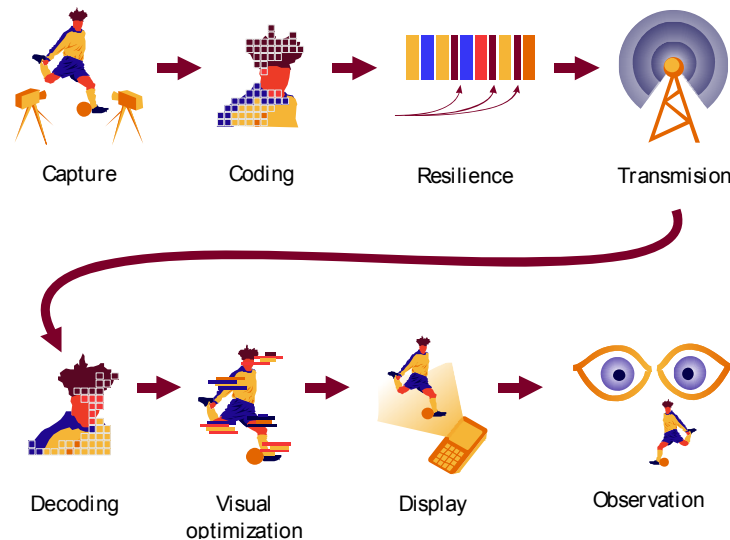 Capture
Coding
Resilience
Transmision
Decoding
Visual
optimization
Display
Observation